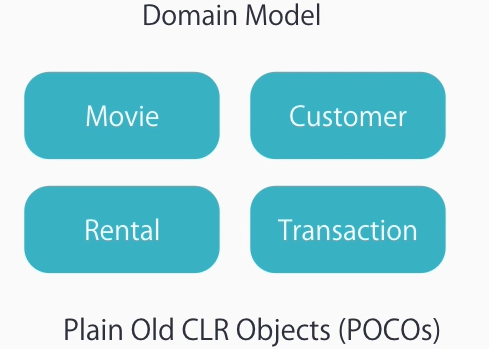 Domain Model
Movie
Customer
Rental
Transaction
Plain Old CLR Objects (POCOs)